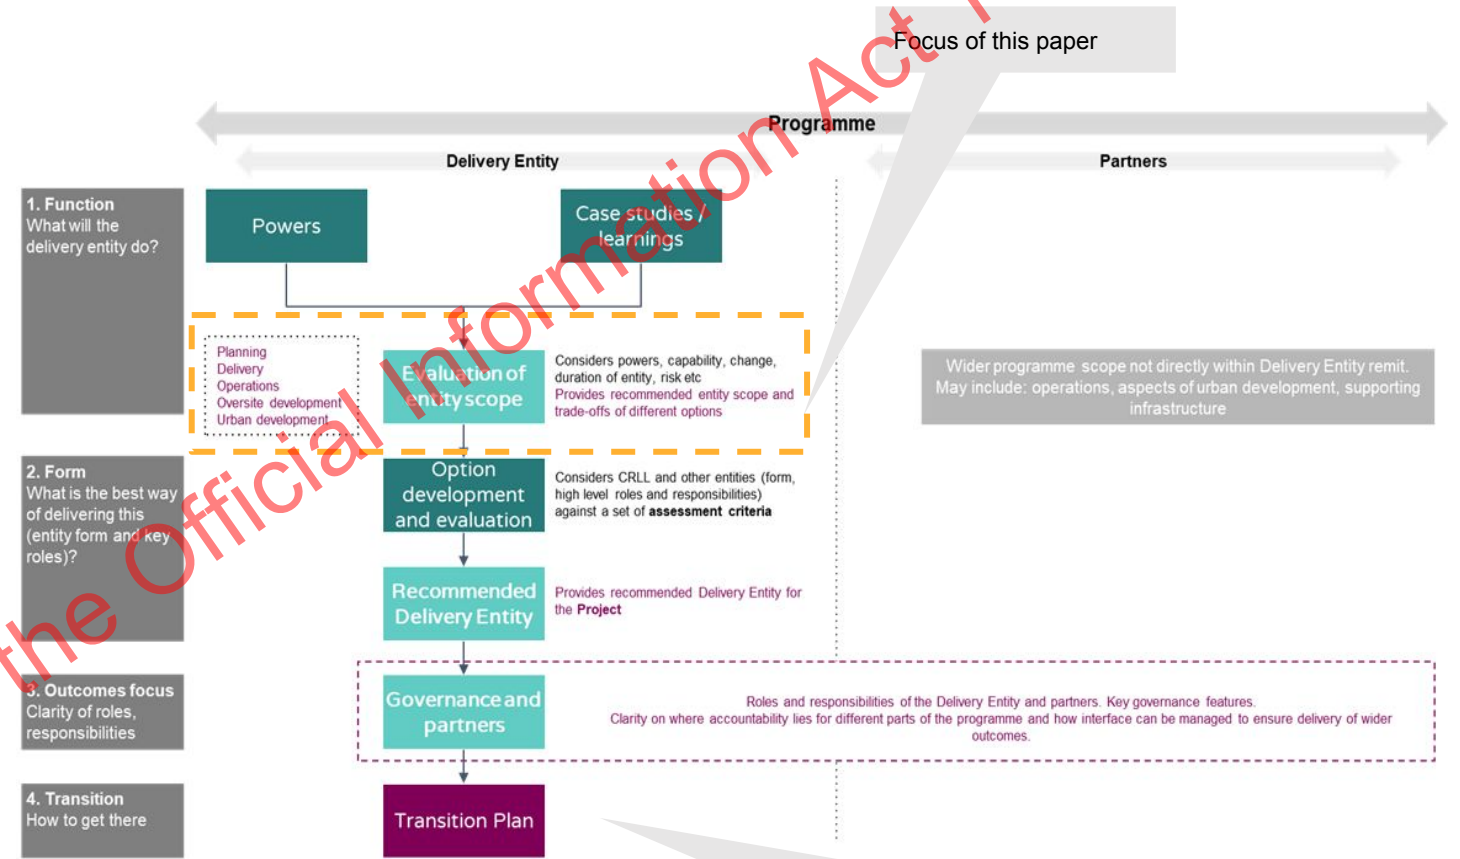 Focus of this paper
Programme
Delivery Entity
Partners
1. Function
What will the
delivery entity do?
Powers
Case studies /
learnings
Planning
Delivery
Operations
Oversite development
Urban development
Evaluation of
entity scope
Considers powers, capability, change,
duration of entity, risk etc
Provides recommended entity scope and
trade-offs of different options
Wider programme scope not directly within Delivery Entity remit.
May include: operations, aspects of urban development, supporting
infrastructure
2. Form
What is the best way
of delivering this
(entity form and key
roles)?
Option
development
and evaluation
Considers CRLL and other entities (form,
high level roles and responsibilities)
against a set of assessment criteria
Recommended
Delivery Entity
Provides recommended Delivery Entity for
the Project
3. Outcomes focus
Clarity of roles,
responsibilities
Governance and
partners
Roles and responsibilities of the Delivery Entity and partners. Key governance features.
Clarity on where accountability lies for different parts of the programme and how interface can be managed to ensure delivery of wider
outcomes.
4. Transition
How to get there
Transition Plan
the Official Information Act